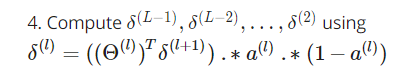 4. Compute δ^(L−1), δ^(L−2), . . . , δ^(2) using
δ^(l) = ((Θ^(l))^T δ^(l+1)) .∗ a^(l) .∗ (1 − a^(l))